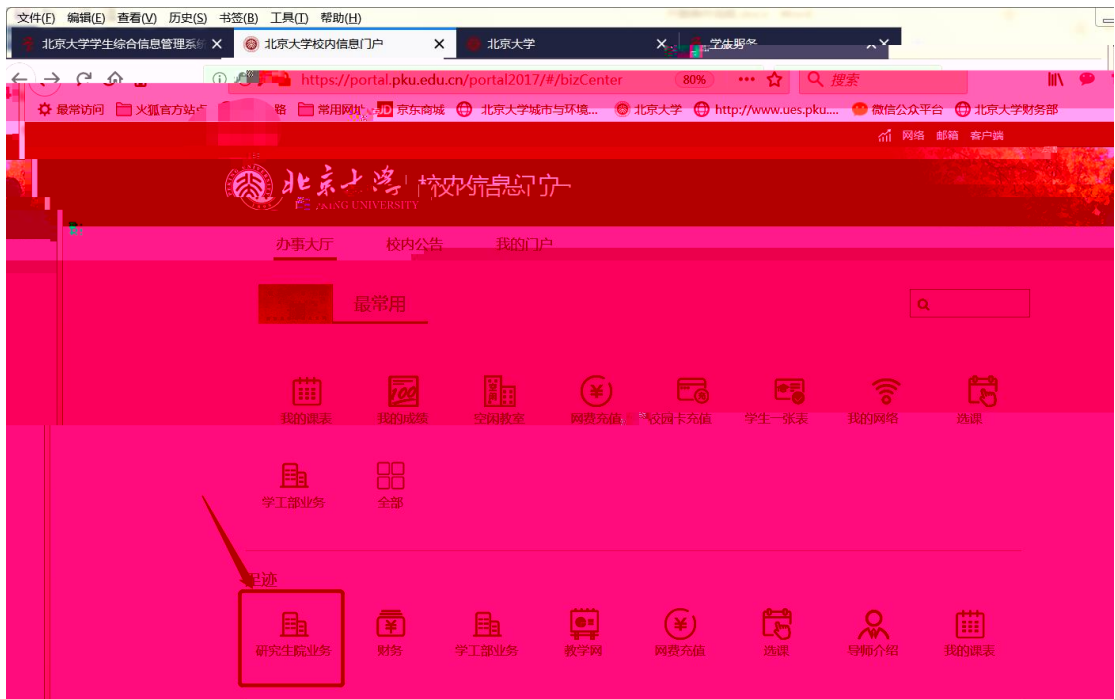 文件(F) 编辑(E) 查看(V) 历史(S) 书签(B) 工具(T) 帮助(H)
北京大学学生综合信息管理系统 北京大学校内信息门户 北京大学 学生服务
https://portal.pku.edu.cn/portal2017/#/bizCenter 80% 搜索
最常访问 火狐官方站点 常用网址 京东商城 北京大学城市与环境... 北京大学 http://www.ues.pku.... 微信公众平台 北京大学财务部
网络 邮箱 客户端
北京大学 校内信息门户
UNIVERSITY
办事大厅 校内公告 我的门户
最常用
我的课表 我的成绩 空闲教室 网费充值 校园卡充值 学生一张表 我的网络 选课
学工部业务 全部
足迹
研究生院业务 财务 学工部业务 教学网 网费充值 选课 导师介绍 我的课表